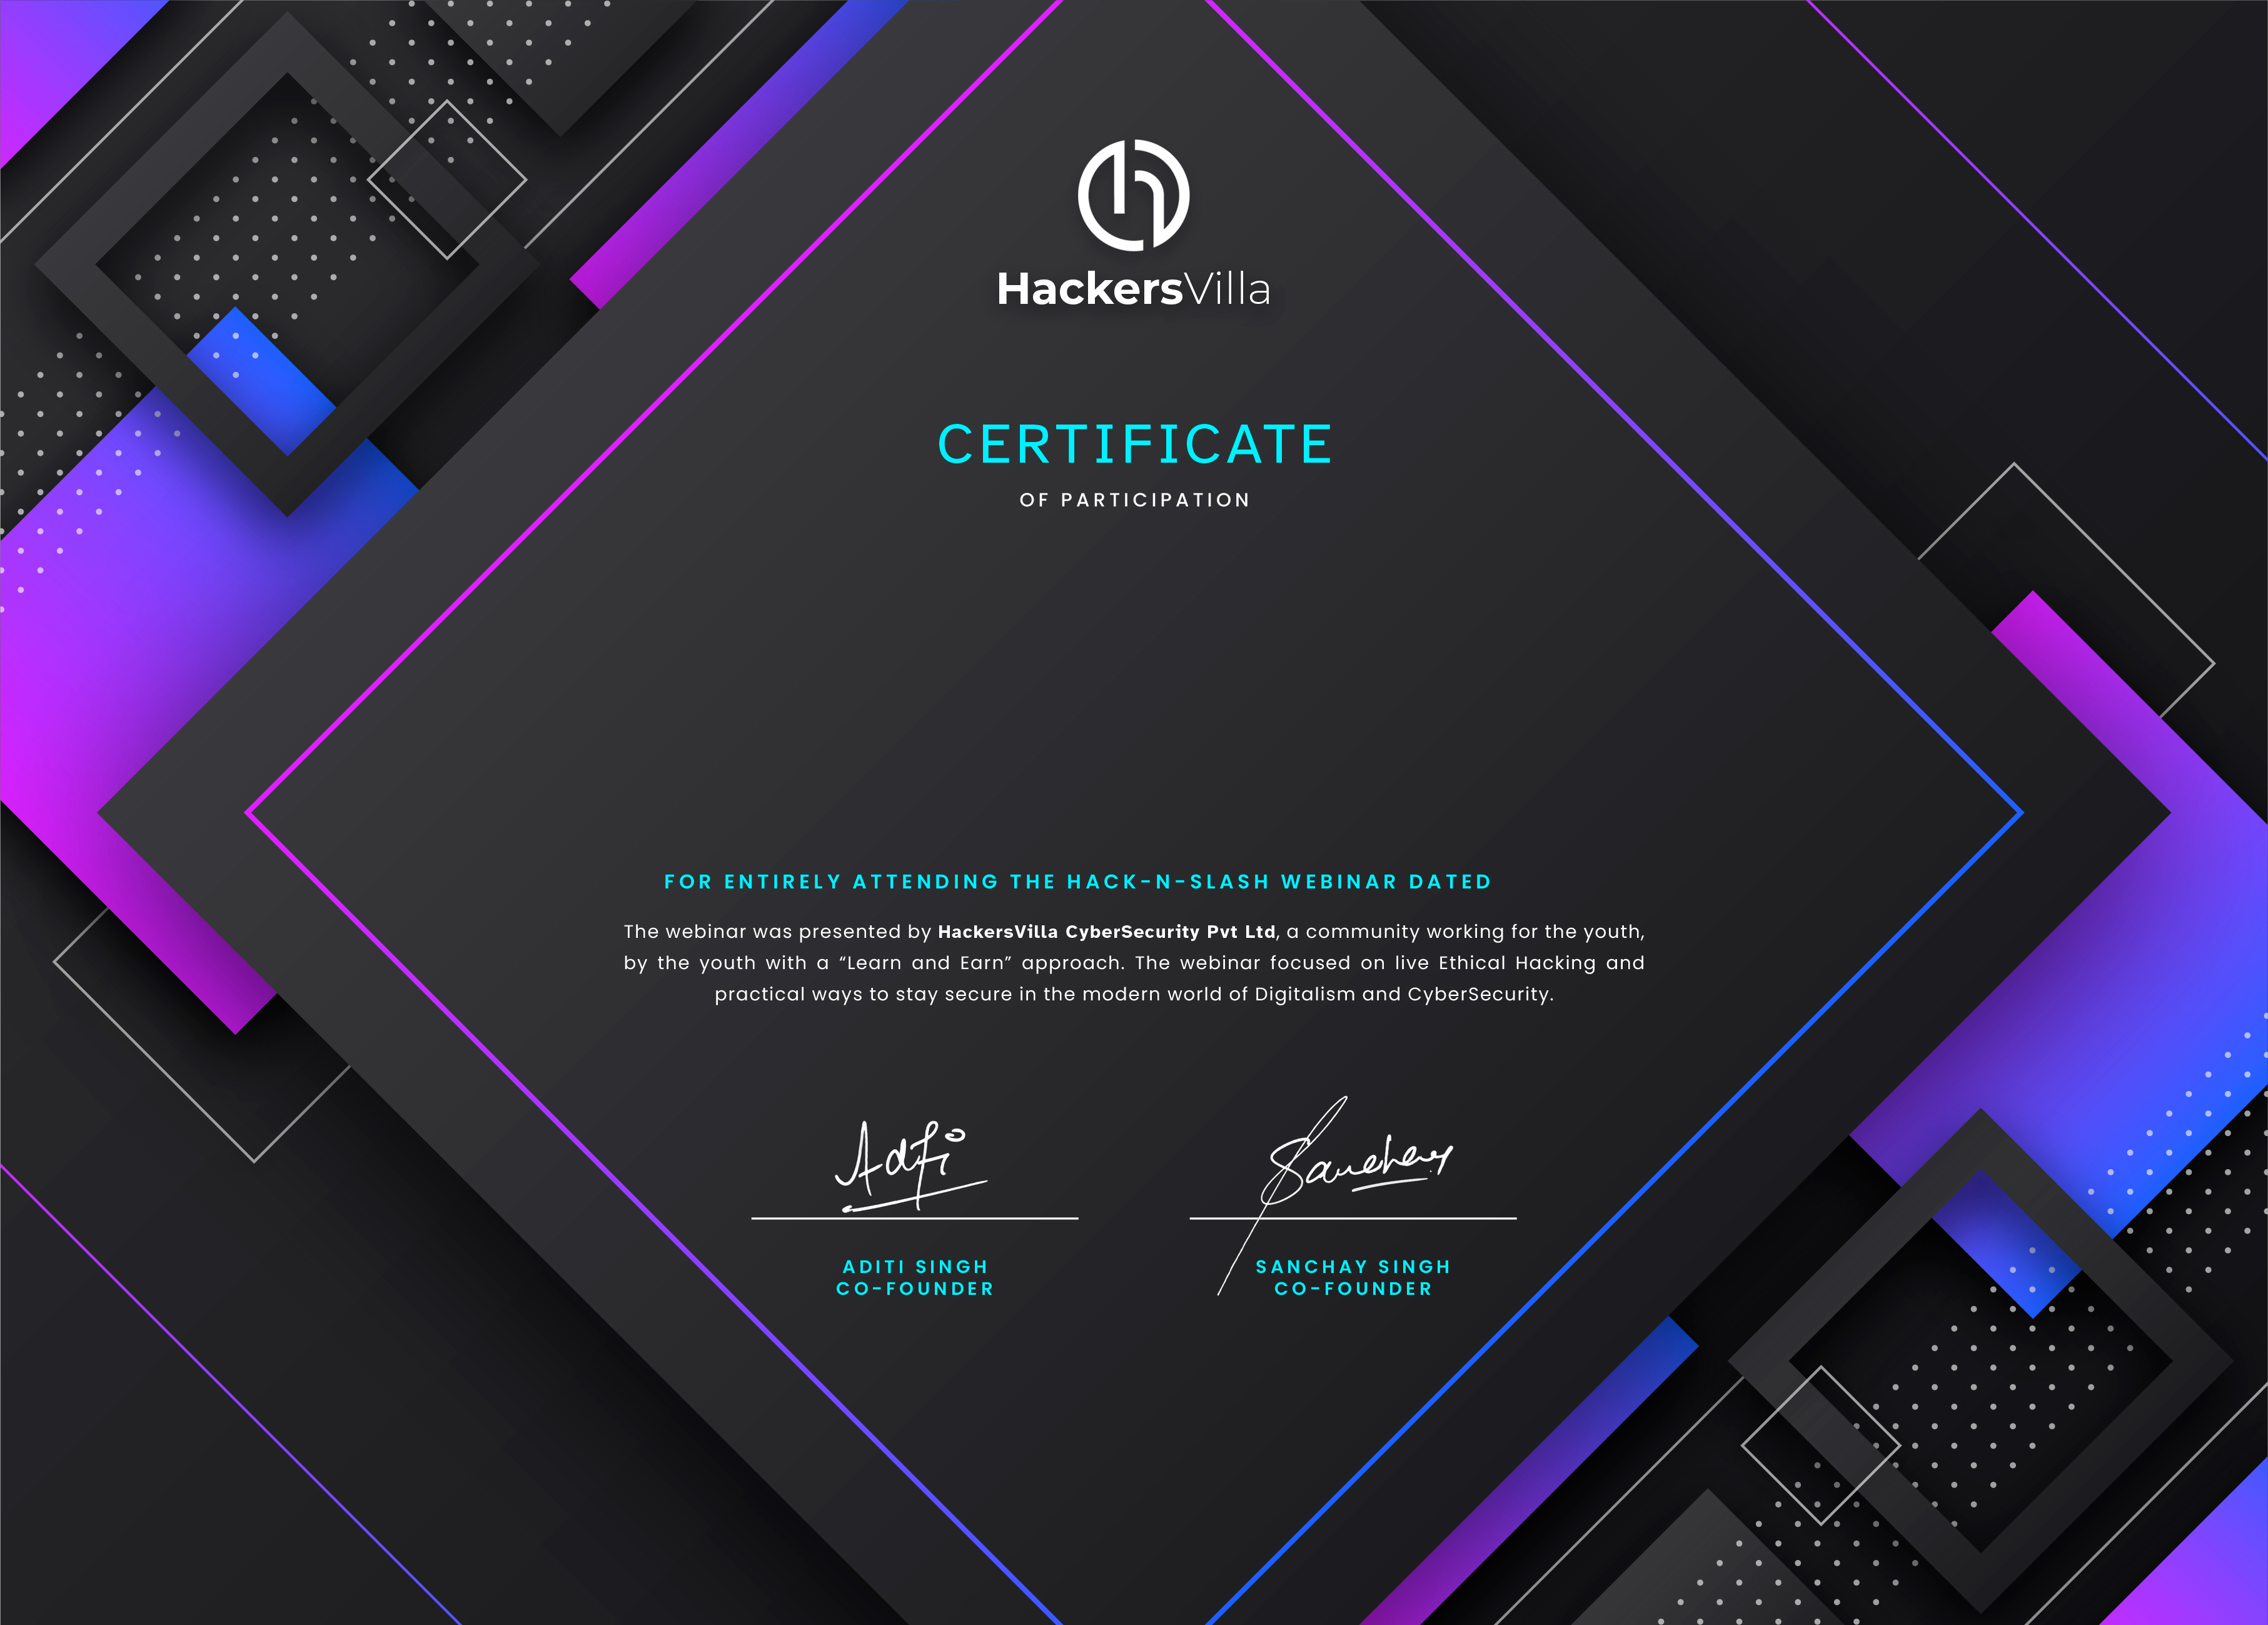 HackersVilla
CERTIFICATE
OF PARTICIPATION
FOR ENTIRELY ATTENDING THE HACK-N-SLASH WEBINAR DATED
The webinar was presented by HackersVilla CyberSecurity Pvt Ltd, a community working for the youth,
by the youth with a “Learn and Earn” approach. The webinar focused on live Ethical Hacking and
practical ways to stay secure in the modern world of Digitalism and CyberSecurity.
Aditi
Sanchay
ADITI SINGH
CO-FOUNDER
SANCHAY SINGH
CO-FOUNDER